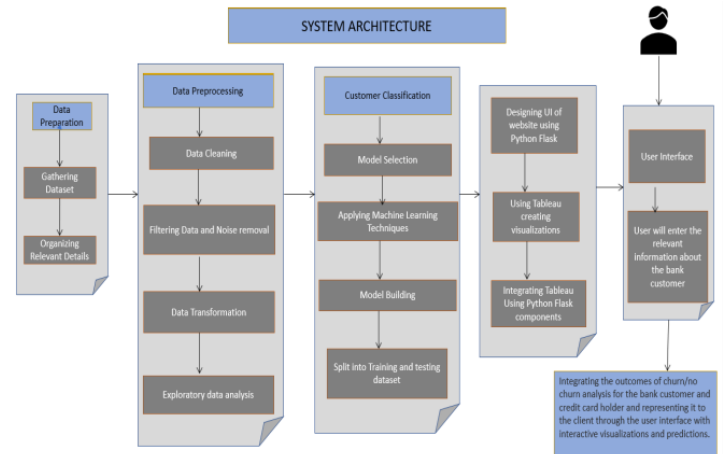 SYSTEM ARCHITECTURE
Data
Preparation
Gathering
Dataset
Organizing
Relevant Details
Data Preprocessing
Data Cleaning
Filtering Data and Noise removal
Data Transformation
Exploratory data analysis
Customer Classification
Model Selection
Applying Machine Learning
Techniques
Model Building
Split into Training and testing
dataset
Designing UI of
website using
Python Flask
Using Tableau
creating
visualizations
Integrating Tableau
Using Python Flask
components
User Interface
User will enter the
relevant
information about
the bank
customer
Integrating the outcomes of churn/no
churn analysis for the bank customer and
credit card holder and representing it to
the client through the user interface with
interactive visualizations and predictions.